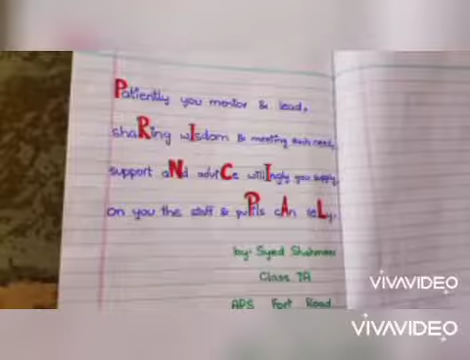 Patiently you mentor & lead,
shaRing wIsdom & meeting each need,
support aNd adviCe willIngly you supply,
on you the staff & puPils cAn reLy.
by: Syed Shahmeer
Class 7A
APS Fort Road
VIVAVIDEO
VIVAVIDEO